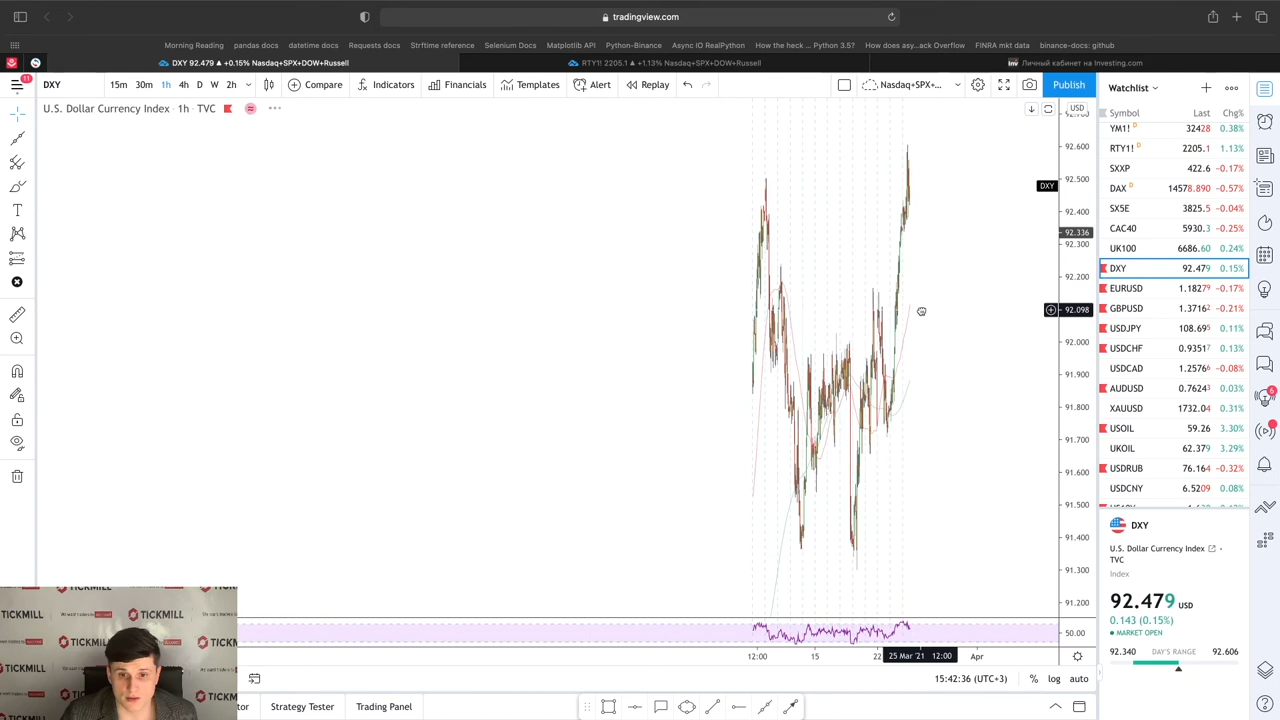 tradingview.com
Morning Reading pandas docs datetime docs Requests docs Strftime reference Selenium Docs Matplotlib API Python-Binance Async IO RealPython How the heck ... Python 3.5? How does asy...ack Overflow FINRA mkt data binance-docs: github
DXY 92.479 ▲ +0.15% Nasdaq+SPX+DOW+Russell
RTY1! 2205.1 ▲ +1.13% Nasdaq+SPX+DOW+Russell
Личный кабинет на Investing.com
11
DXY 15m 30m 1h 4h D W 2h Compare Indicators Financials Templates Alert Replay Nasdaq+SPX+... Publish
U.S. Dollar Currency Index · 1h · TVC
USD
92.600
92.500
DXY
92.400
92.336
92.300
92.200
92.098
92.000
91.900
91.800
91.700
91.600
91.500
91.400
91.300
91.200
50.00
12:00 15 22 25 Mar '21 12:00 Apr
15:42:36 (UTC+3) % log auto
Strategy Tester Trading Panel
Watchlist
Symbol Last Chg%
YM1! D 32428 0.38%
RTY1! D 2205.1 1.13%
SXXP 422.6 −0.17%
DAX D 14578.890 −0.57%
SX5E 3825.5 −0.04%
CAC40 5930.3 −0.25%
UK100 6686.60 0.24%
DXY 92.479 0.15%
EURUSD 1.18279 −0.17%
GBPUSD 1.37162 −0.21%
USDJPY 108.695 0.11%
USDCHF 0.93517 0.13%
USDCAD 1.25766 −0.08%
AUDUSD 0.76243 0.03%
XAUUSD 1732.04 0.31%
USOIL 59.26 3.30%
UKOIL 62.379 3.29%
USDRUB 76.164 −0.32%
USDCNY 6.5209 0.08%
6
DXY
U.S. Dollar Currency Index · TVC
Index
92.479 USD
0.143 (0.15%)
MARKET OPEN
92.340 DAY'S RANGE 92.606
TICKMILL
TICKMILL
TICKMILL